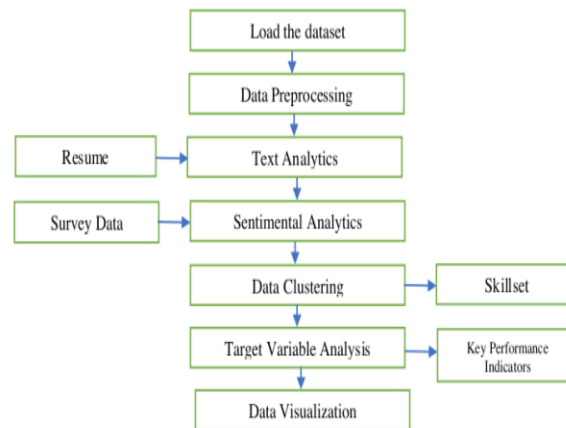 Load the dataset
Data Preprocessing
Resume
Text Analytics
Survey Data
Sentimental Analytics
Data Clustering
Skillset
Target Variable Analysis
Key Performance
Indicators
Data Visualization